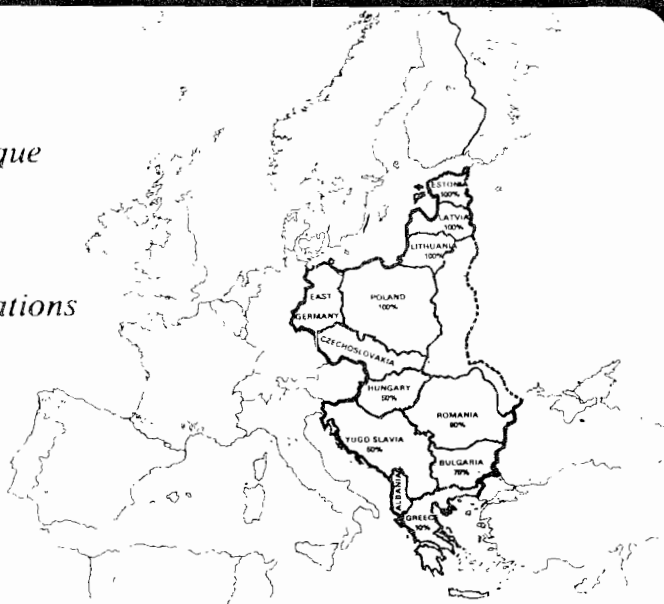 que
ations
ESTONIA
100%
LATVIA
100%
LITHUANIA
100%
EAST
GERMANY
POLAND
100%
CZECHOSLOVAKIA
HUNGARY
50%
ROMANIA
90%
YUGO SLAVIA
50%
BULGARIA
ALBANIA
GREECE
10%